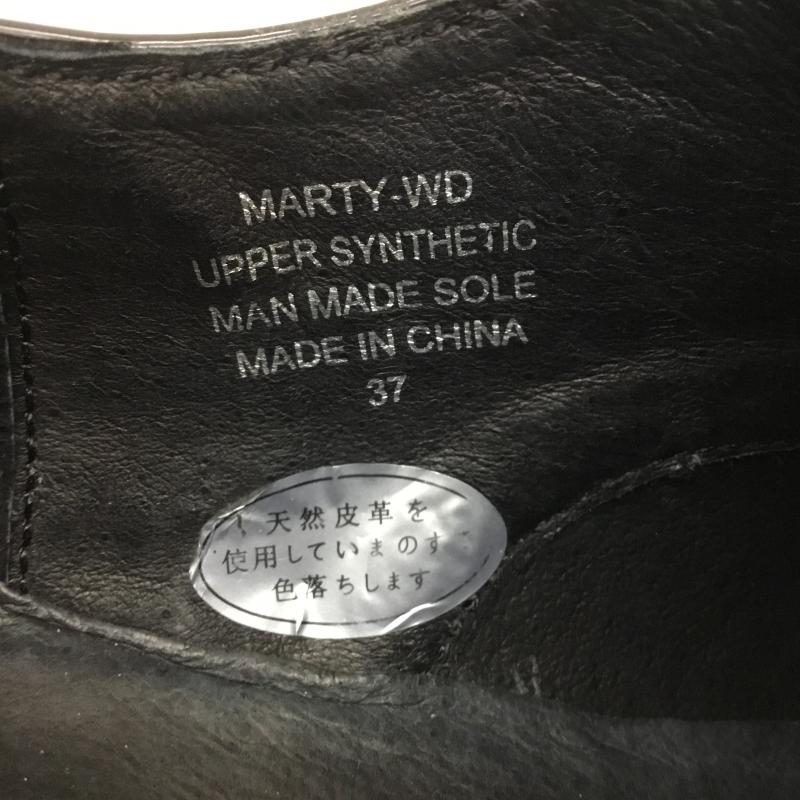 MARTY-WD
UPPER SYNTHETIC
MAN MADE SOLE
MADE IN CHINA
37
天然皮革を
使用していまのす
色落ちします